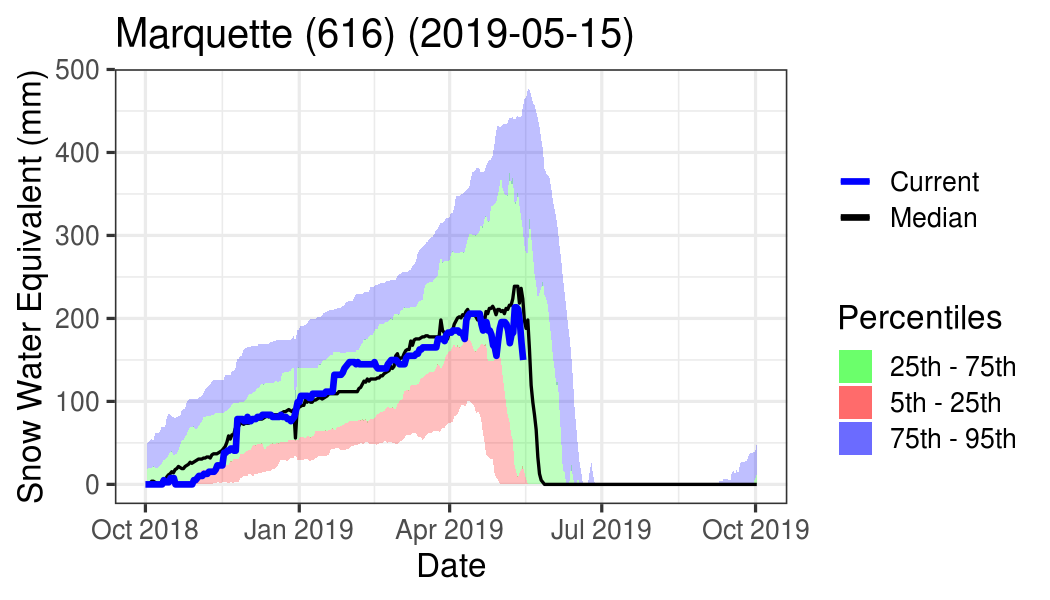 Marquette (616) (2019-05-15)
Snow Water Equivalent (mm)
500
400
300
200
100
0
Oct 2018
Jan 2019
Apr 2019
Jul 2019
Oct 2019
Date
Current
Median
Percentiles
25th - 75th
5th - 25th
75th - 95th